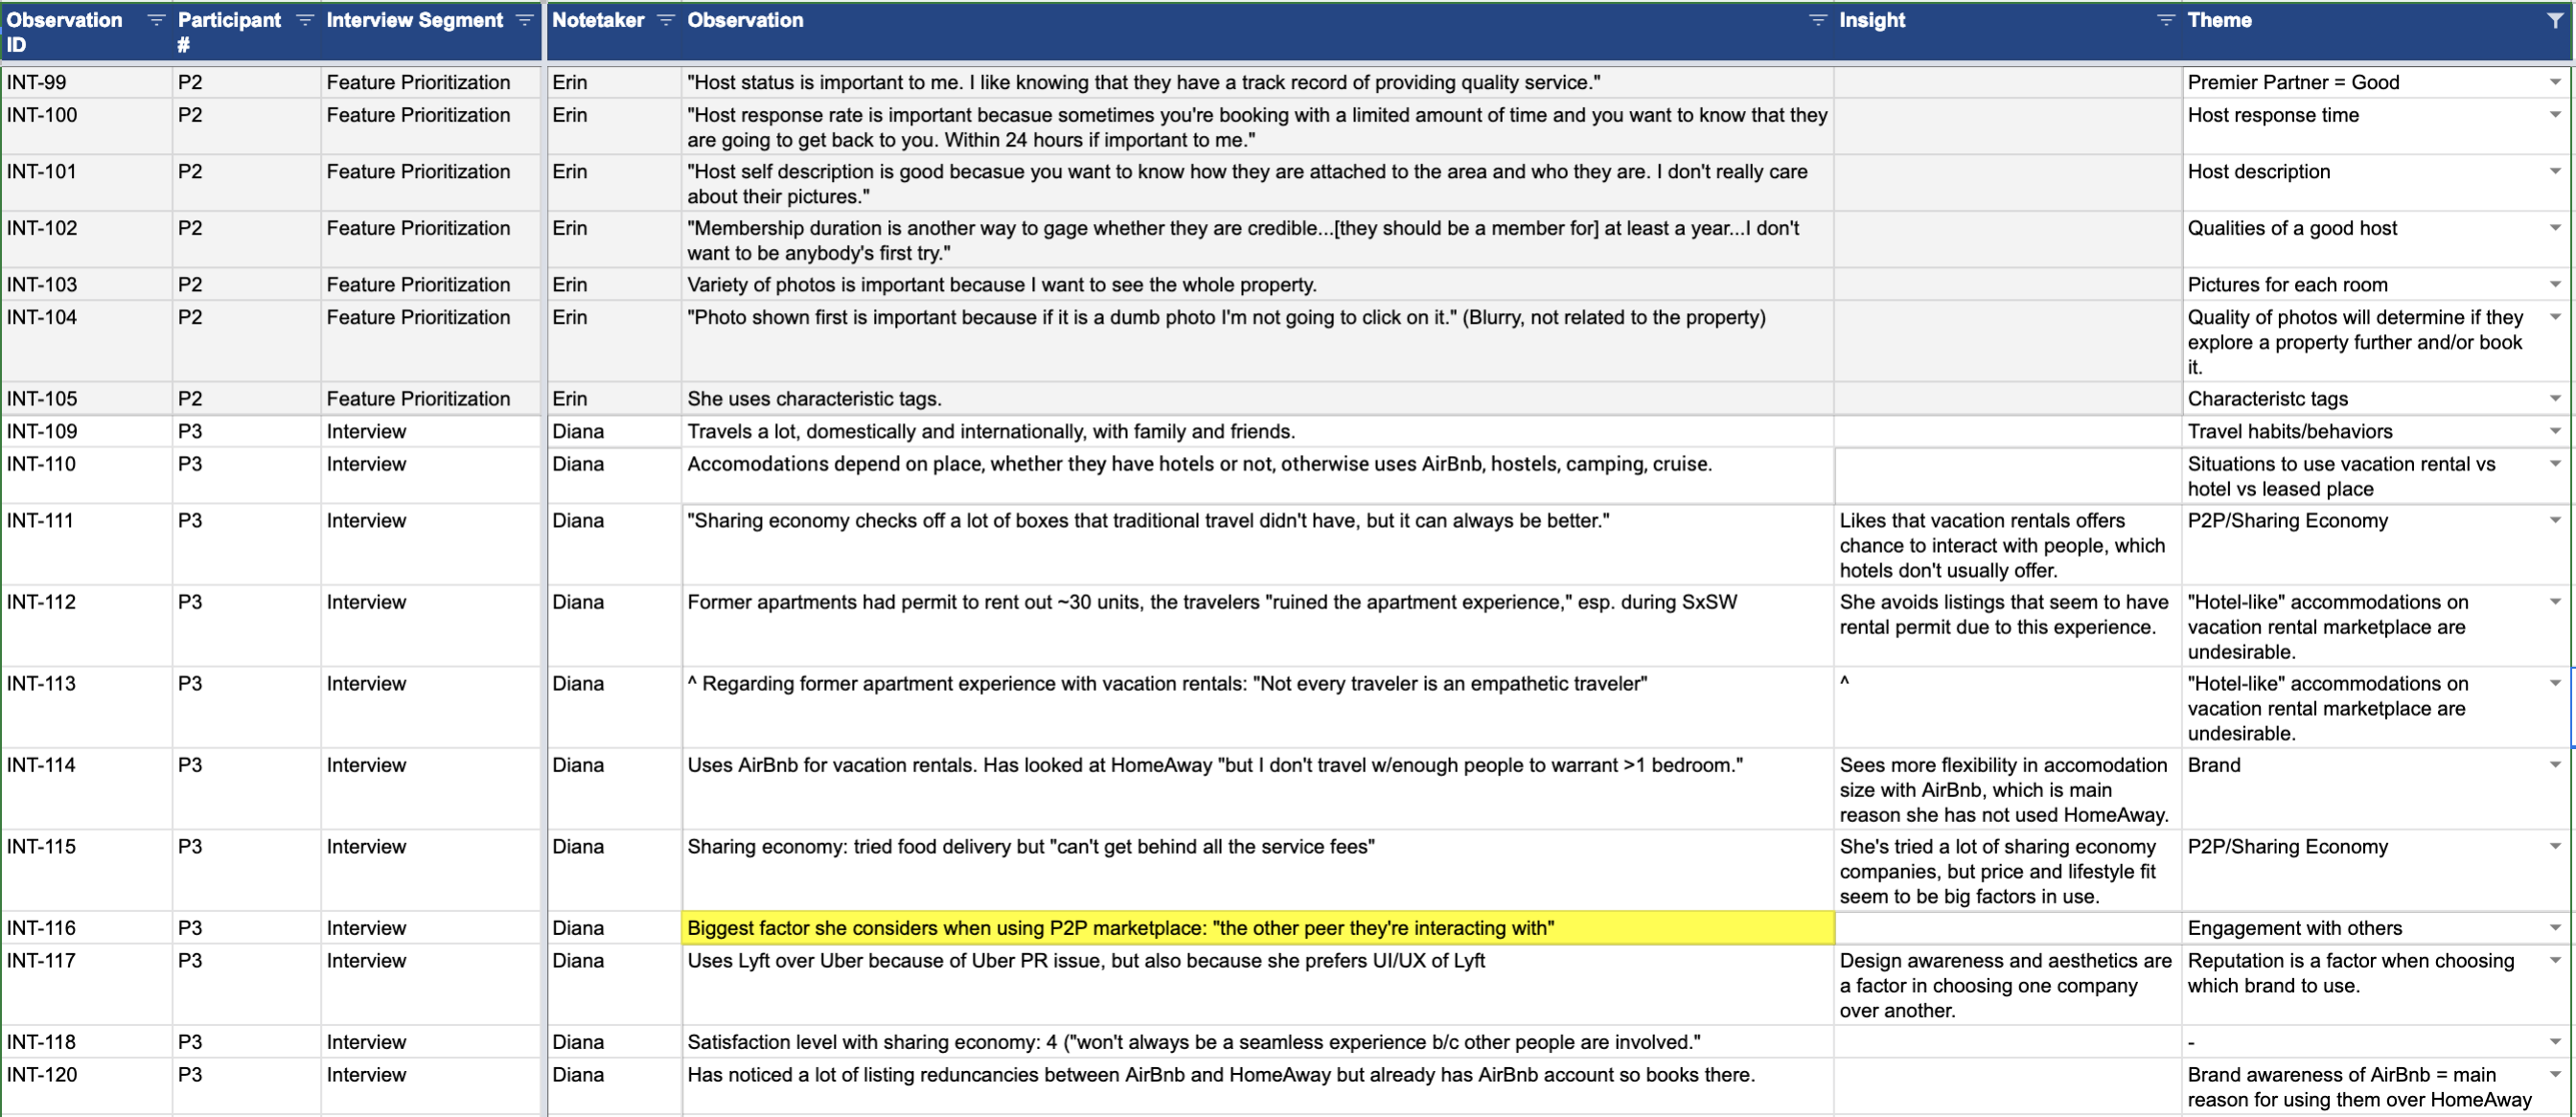 Observation ID Participant # Interview Segment Notetaker Observation Insight Theme
INT-99 P2 Feature Prioritization Erin "Host status is important to me. I like knowing that they have a track record of providing quality service." Premier Partner = Good
INT-100 P2 Feature Prioritization Erin "Host response rate is important becasue sometimes you're booking with a limited amount of time and you want to know that they
are going to get back to you. Within 24 hours if important to me." Host response time
INT-101 P2 Feature Prioritization Erin "Host self description is good becasue you want to know how they are attached to the area and who they are. I don't really care
about their pictures." Host description
INT-102 P2 Feature Prioritization Erin "Membership duration is another way to gage whether they are credible...[they should be a member for] at least a year...I don't
want to be anybody's first try." Qualities of a good host
INT-103 P2 Feature Prioritization Erin Variety of photos is important because I want to see the whole property. Pictures for each room
INT-104 P2 Feature Prioritization Erin "Photo shown first is important because if it is a dumb photo I'm not going to click on it." (Blurry, not related to the property)
Quality of photos will determine if they
explore a property further and/or book
it.
INT-105 P2 Feature Prioritization Erin She uses characteristic tags. Characteristc tags
INT-109 P3 Interview Diana Travels a lot, domestically and internationally, with family and friends. Travel habits/behaviors
INT-110 P3 Interview Diana Accomodations depend on place, whether they have hotels or not, otherwise uses AirBnb, hostels, camping, cruise.
Situations to use vacation rental vs
hotel vs leased place
INT-111 P3 Interview Diana "Sharing economy checks off a lot of boxes that traditional travel didn't have, but it can always be better."
Likes that vacation rentals offers
chance to interact with people, which
hotels don't usually offer.
P2P/Sharing Economy
INT-112 P3 Interview Diana Former apartments had permit to rent out ~30 units, the travelers "ruined the apartment experience," esp. during SxSW
She avoids listings that seem to have
rental permit due to this experience.
"Hotel-like" accommodations on
vacation rental marketplace are
undesirable.
INT-113 P3 Interview Diana ^ Regarding former apartment experience with vacation rentals: "Not every traveler is an empathetic traveler"
^
"Hotel-like" accommodations on
vacation rental marketplace are
undesirable.
INT-114 P3 Interview Diana Uses AirBnb for vacation rentals. Has looked at HomeAway "but I don't travel w/enough people to warrant >1 bedroom."
Sees more flexibility in accomodation
size with AirBnb, which is main
reason she has not used HomeAway.
Brand
INT-115 P3 Interview Diana Sharing economy: tried food delivery but "can't get behind all the service fees"
She's tried a lot of sharing economy
companies, but price and lifestyle fit
seem to be big factors in use.
P2P/Sharing Economy
INT-116 P3 Interview Diana Biggest factor she considers when using P2P marketplace: "the other peer they're interacting with" Engagement with others
INT-117 P3 Interview Diana Uses Lyft over Uber because of Uber PR issue, but also because she prefers UI/UX of Lyft
Design awareness and aesthetics are
a factor in choosing one company
over another.
Reputation is a factor when choosing
which brand to use.
INT-118 P3 Interview Diana Satisfaction level with sharing economy: 4 ("won't always be a seamless experience b/c other people are involved." -
INT-120 P3 Interview Diana Has noticed a lot of listing reduncancies between AirBnb and HomeAway but already has AirBnb account so books there.
Brand awareness of AirBnb = main
reason for using them over HomeAway